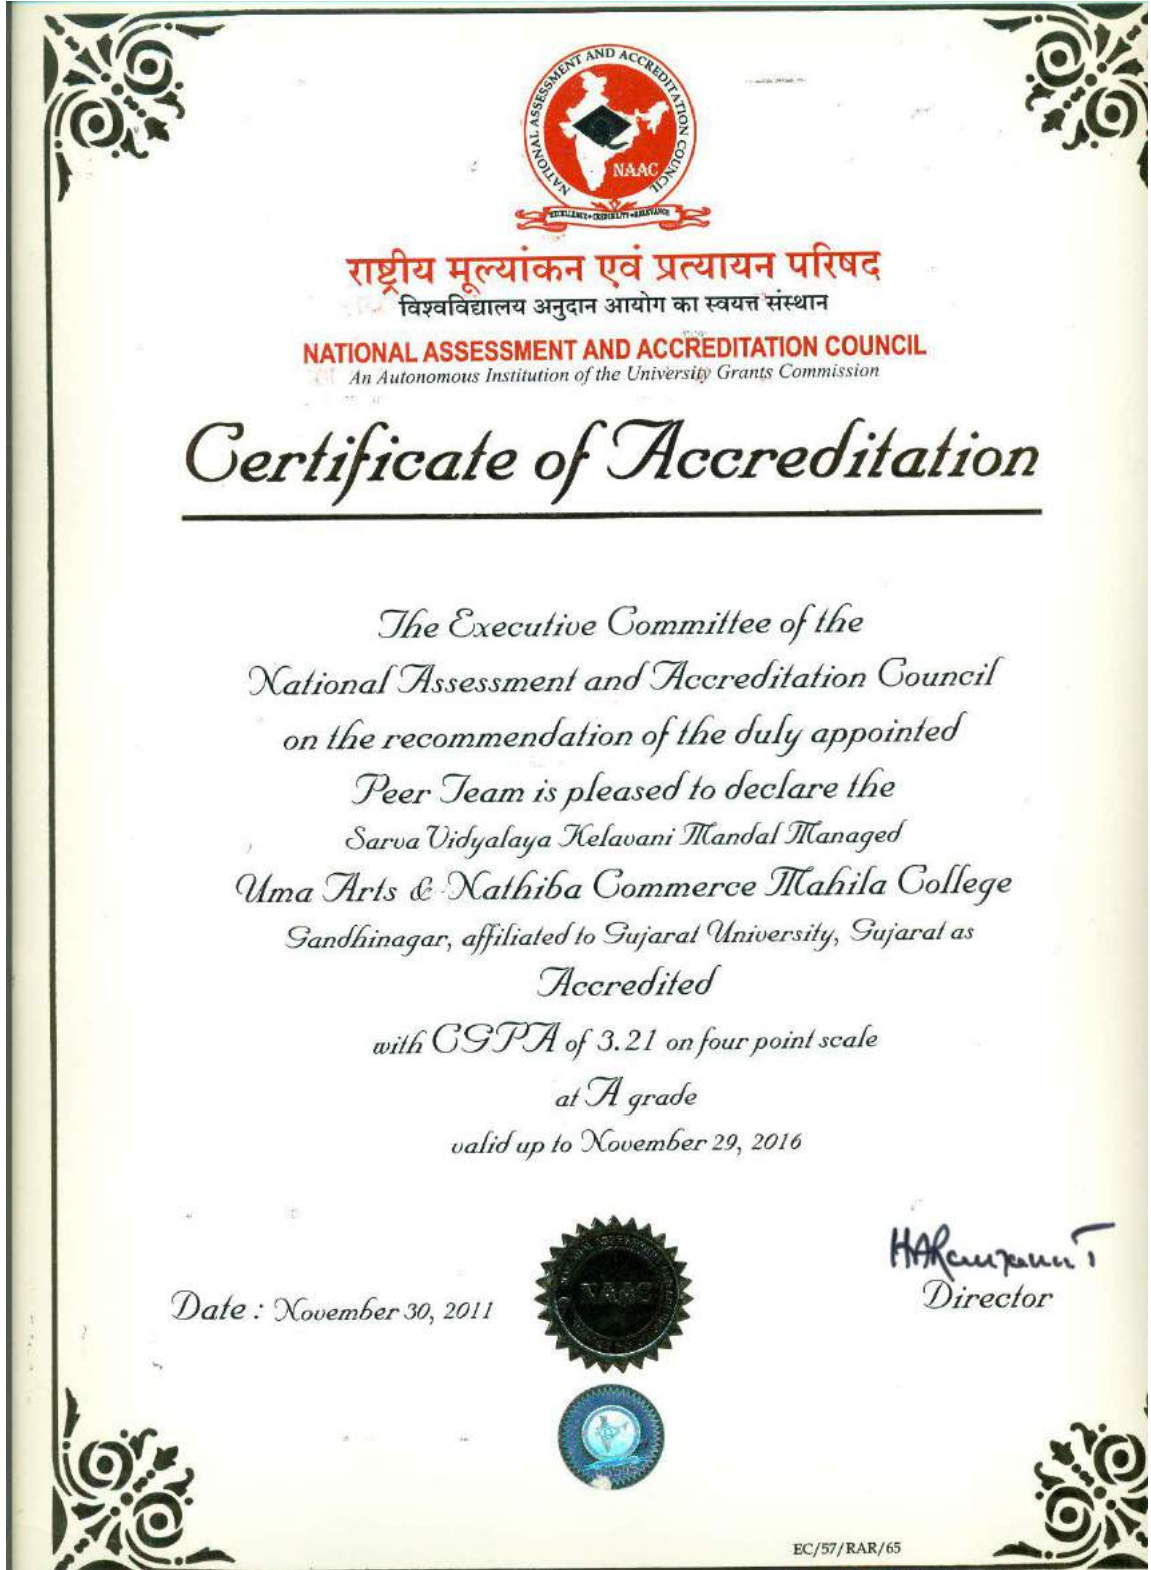 NATIONAL ASSESSMENT AND ACCREDITATION COUNCIL
NAAC
EXCELLENCE • CREDIBILITY • RELEVANCE
राष्ट्रीय मूल्यांकन एवं प्रत्यायन परिषद
विश्वविद्यालय अनुदान आयोग का स्वयत्त संस्थान
NATIONAL ASSESSMENT AND ACCREDITATION COUNCIL
An Autonomous Institution of the University Grants Commission
Certificate of Accreditation
The Executive Committee of the
National Assessment and Accreditation Council
on the recommendation of the duly appointed
Peer Team is pleased to declare the
Sarva Vidyalaya Kelavani Mandal Managed
Uma Arts & Nathiba Commerce Mahila College
Gandhinagar, affiliated to Gujarat University, Gujarat as
Accredited
with CGPA of 3.21 on four point scale
at A grade
valid up to November 29, 2016
Date : November 30, 2011
NAAC
Director
EC/57/RAR/65